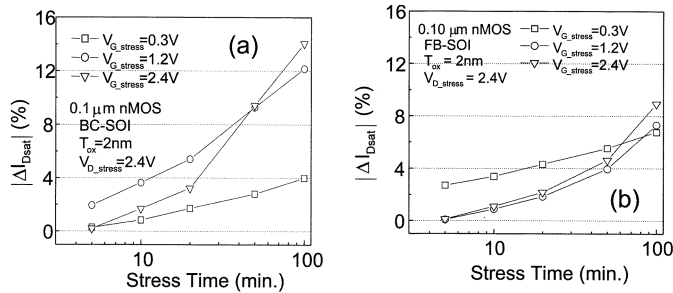 16
12
8
4
0
|ΔI_Dsat| (%)
V_G_stress=0.3V
V_G_stress=1.2V
V_G_stress=2.4V
(a)
0.1 μm nMOS
BC-SOI
T_ox=2nm
V_D_stress=2.4V
10
100
Stress Time (min.)
16
12
8
4
0
|ΔI_Dsat| (%)
0.10 μm nMOS
FB-SOI
T_ox = 2nm
V_D_stress= 2.4V
V_G_stress=0.3V
V_G_stress=1.2V
V_G_stress=2.4V
(b)
10
100
Stress Time (min.)